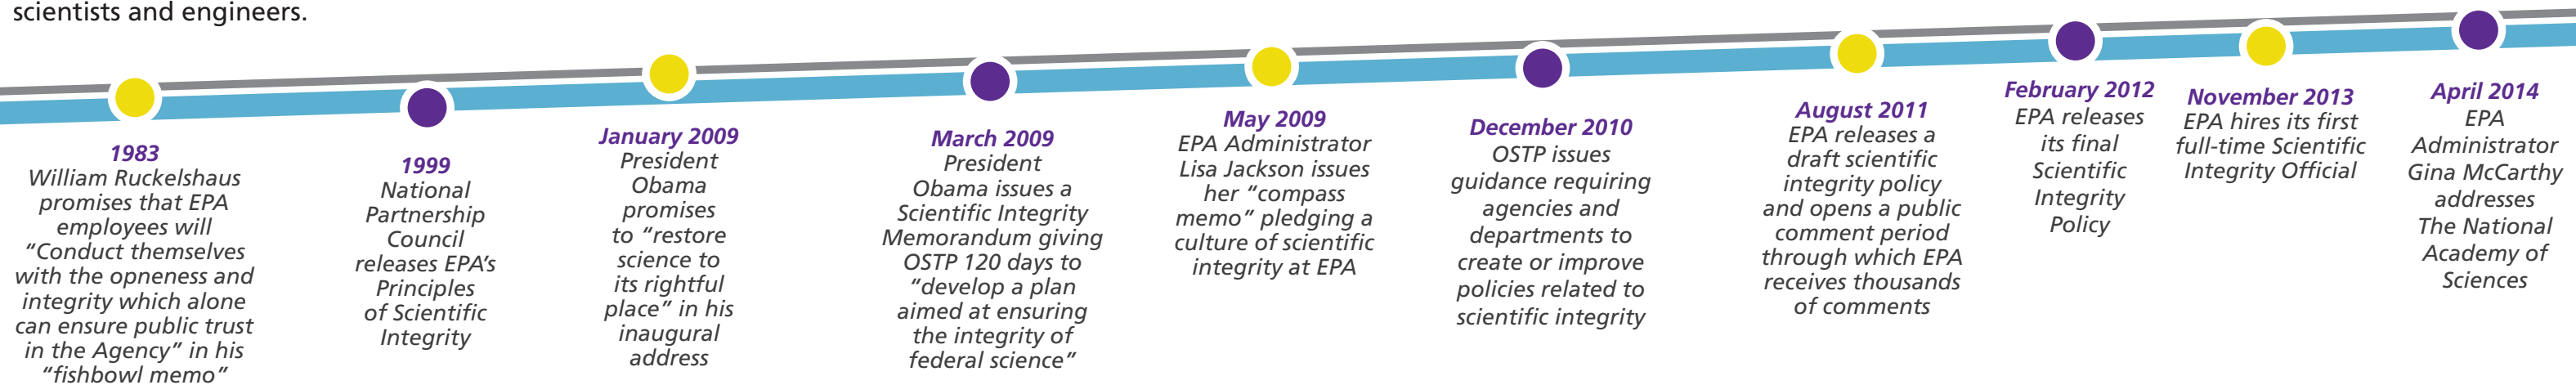 scientists and engineers.
1983
William Ruckelshaus
promises that EPA
employees will
“Conduct themselves
with the opneness and
integrity which alone
can ensure public trust
in the Agency” in his
“fishbowl memo”
1999
National
Partnership
Council
releases EPA’s
Principles
of Scientific
Integrity
January 2009
President
Obama
promises
to “restore
science to
its rightful
place” in his
inaugural
address
March 2009
President
Obama issues a
Scientific Integrity
Memorandum giving
OSTP 120 days to
“develop a plan
aimed at ensuring
the integrity of
federal science”
May 2009
EPA Administrator
Lisa Jackson issues
her “compass
memo” pledging a
culture of scientific
integrity at EPA
December 2010
OSTP issues
guidance requiring
agencies and
departments to
create or improve
policies related to
scientific integrity
August 2011
EPA releases a
draft scientific
integrity policy
and opens a public
comment period
through which EPA
receives thousands
of comments
February 2012
EPA releases
its final
Scientific
Integrity
Policy
November 2013
EPA hires its first
full-time Scientific
Integrity Official
April 2014
EPA
Administrator
Gina McCarthy
addresses
The National
Academy of
Sciences